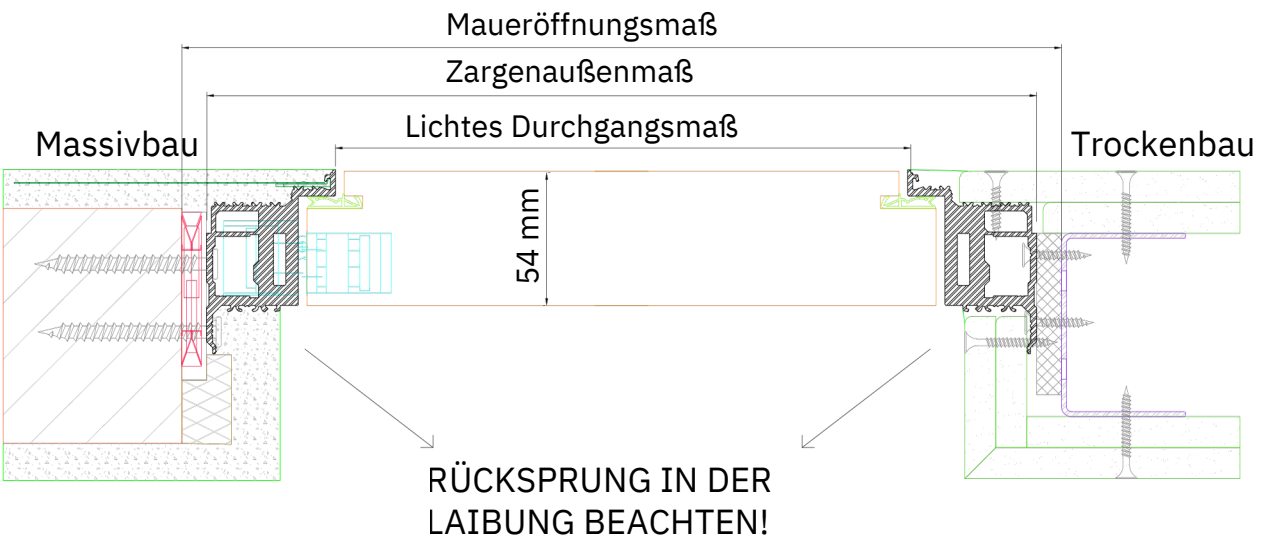 Maueröffnungsmaß
Zargenaußenmaß
Lichtes Durchgangsmaß
Massivbau
Trockenbau
54 mm
RÜCKSPRUNG IN DER
LAIBUNG BEACHTEN!